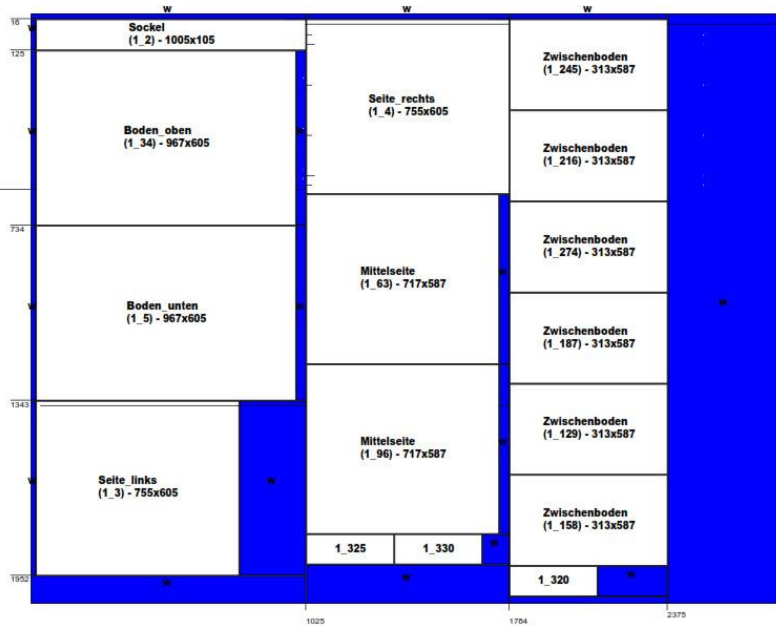 W
W
W
16
125
734
1343
1952
W
Sockel
(1_2) - 1005x105
W
Boden_oben
(1_34) - 967x605
W
W
Boden_unten
(1_5) - 967x605
W
W
Seite_links
(1_3) - 755x605
W
W
Seite_rechts
(1_4) - 755x605
Mittelseite
(1_63) - 717x587
W
Mittelseite
(1_96) - 717x587
W
1_325
1_330
W
W
Zwischenboden
(1_245) - 313x587
Zwischenboden
(1_216) - 313x587
Zwischenboden
(1_274) - 313x587
Zwischenboden
(1_187) - 313x587
Zwischenboden
(1_129) - 313x587
Zwischenboden
(1_158) - 313x587
1_320
W
W
1025
1784
2375